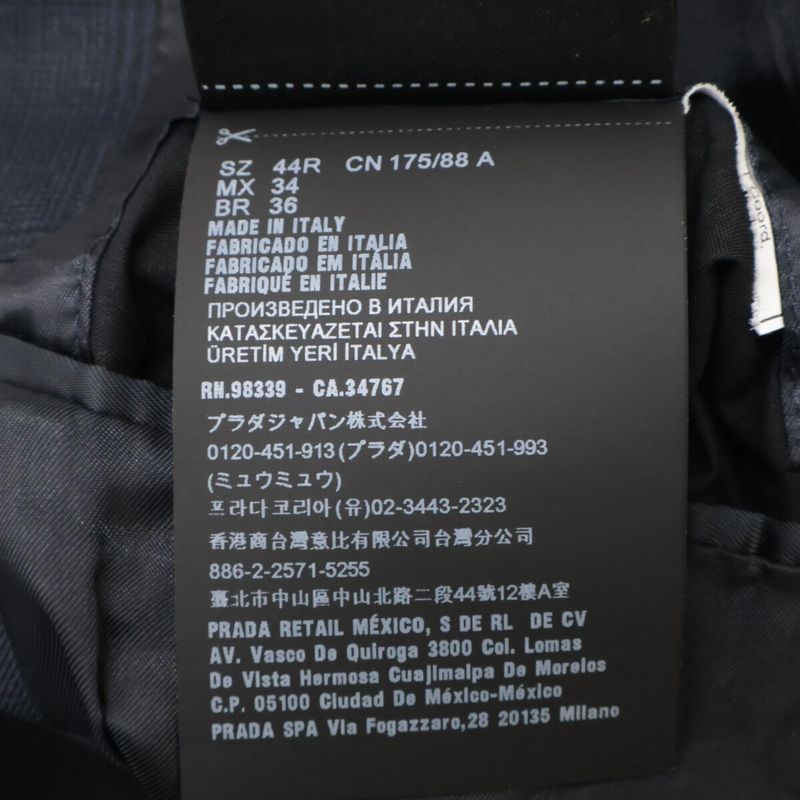 SZ 44R CN 175/88 A
MX 34
BR 36
MADE IN ITALY
FABRICADO EN ITALIA
FABRICADO EM ITÁLIA
FABRIQUÉ EN ITALIE
ПРОИЗВЕДЕНО В ИТАЛИЯ
ΚΑΤΑΣΚΕΥΑΖΕΤΑΙ ΣΤΗΝ ΙΤΑΛΙΑ
ÜRETİM YERİ İTALYA
RN.98339 - CA.34767
プラダジャパン株式会社
0120-451-913(プラダ)0120-451-993
(ミュウミュウ)
프라다코리아(유)02-3443-2323
香港商台灣意比有限公司台灣分公司
886-2-2571-5255
臺北市中山區中山北路二段44號12樓A室
PRADA RETAIL MÉXICO, S DE RL DE CV
AV. Vasco De Quiroga 3800 Col. Lomas
De Vista Hermosa Cuajimalpa De Morelos
C.P. 05100 Ciudad De México-México
PRADA SPA Via Fogazzaro,28 20135 Milano